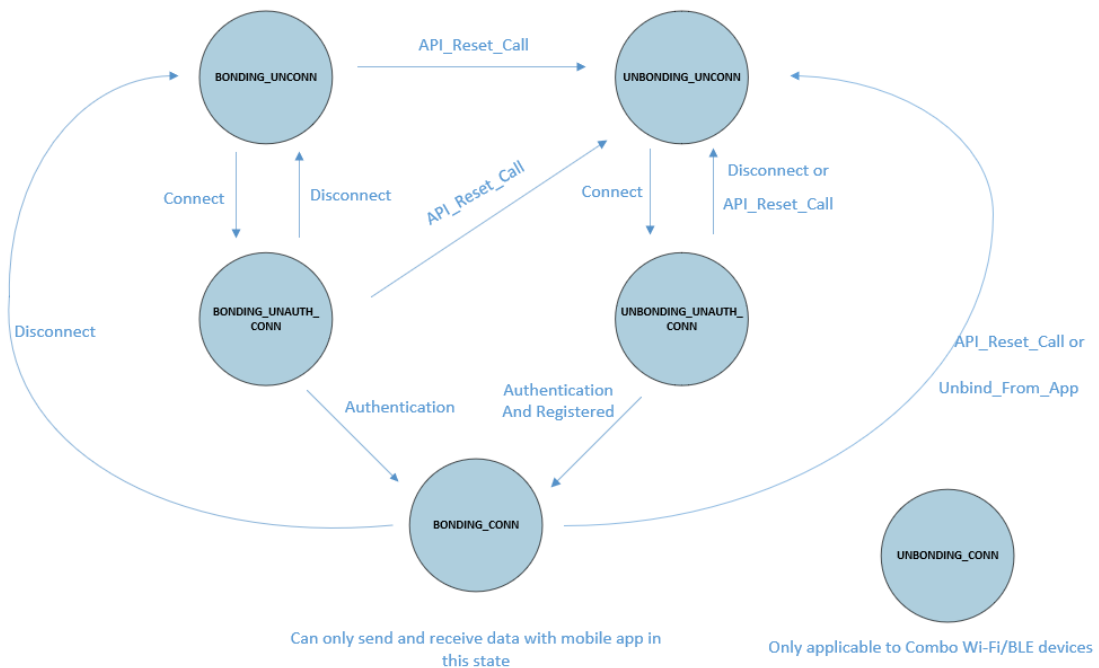 API_Reset_Call
BONDING_UNCONN
UNBONDING_UNCONN
Connect
Disconnect
API_Reset_Call
Connect
Disconnect or
API_Reset_Call
BONDING_UNAUTH_
CONN
UNBONDING_UNAUTH_
CONN
Disconnect
API_Reset_Call or
Unbind_From_App
Authentication
Authentication
And Registered
BONDING_CONN
UNBONDING_CONN
Can only send and receive data with mobile app in
this state
Only applicable to Combo Wi-Fi/BLE devices